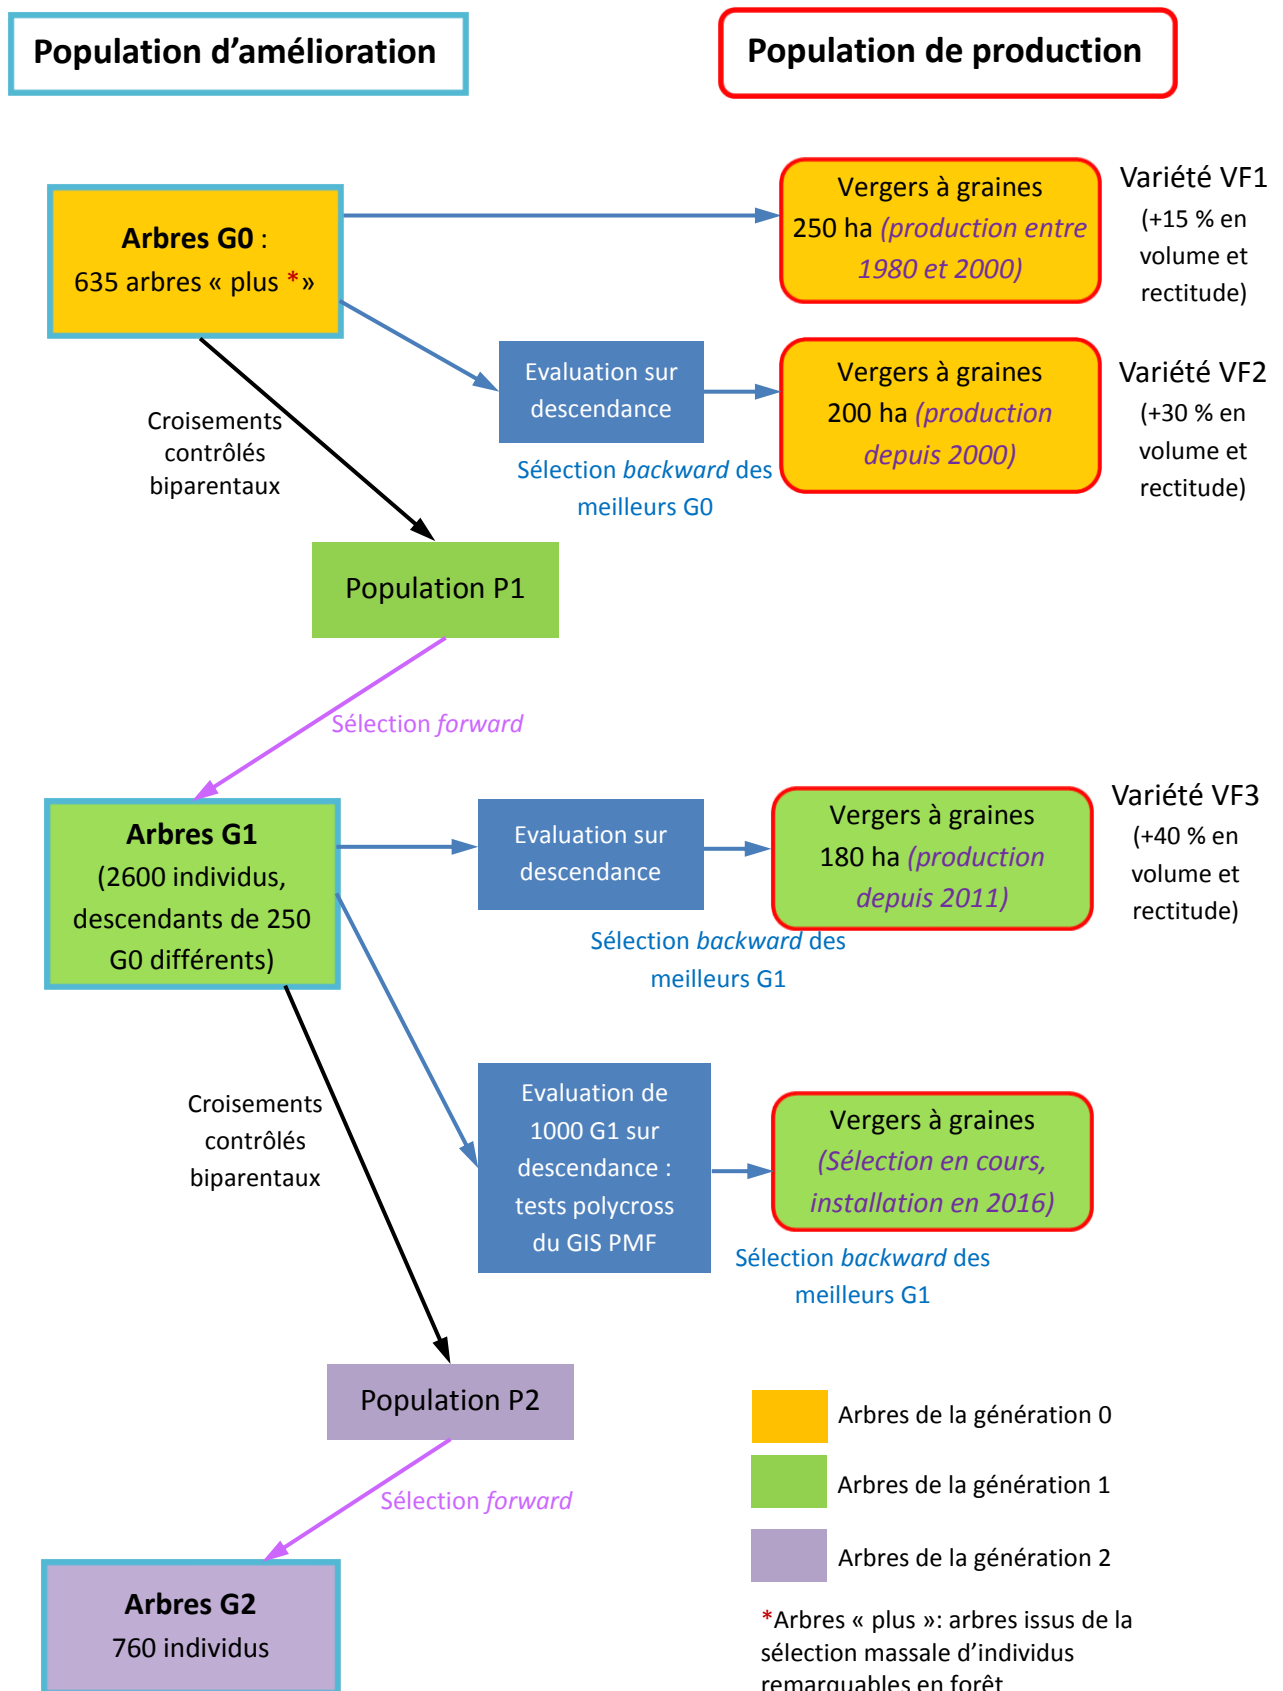 Population d’amélioration
Population de production
Arbres G0 :
635 arbres « plus *»
Vergers à graines
250 ha (production entre
1980 et 2000)
Variété VF1
(+15 % en
volume et
rectitude)
Evaluation sur
descendance
Sélection backward des
meilleurs G0
Vergers à graines
200 ha (production
depuis 2000)
Variété VF2
(+30 % en
volume et
rectitude)
Croisements
contrôlés
biparentaux
Population P1
Sélection forward
Arbres G1
(2600 individus,
descendants de 250
G0 différents)
Evaluation sur
descendance
Sélection backward des
meilleurs G1
Vergers à graines
180 ha (production
depuis 2011)
Variété VF3
(+40 % en
volume et
rectitude)
Croisements
contrôlés
biparentaux
Evaluation de
1000 G1 sur
descendance :
tests polycross
du GIS PMF
Vergers à graines
(Sélection en cours,
installation en 2016)
Sélection backward des
meilleurs G1
Population P2
Sélection forward
Arbres G2
760 individus
Arbres de la génération 0
Arbres de la génération 1
Arbres de la génération 2
*Arbres « plus »: arbres issus de la
sélection massale d’individus
remarquables en forêt